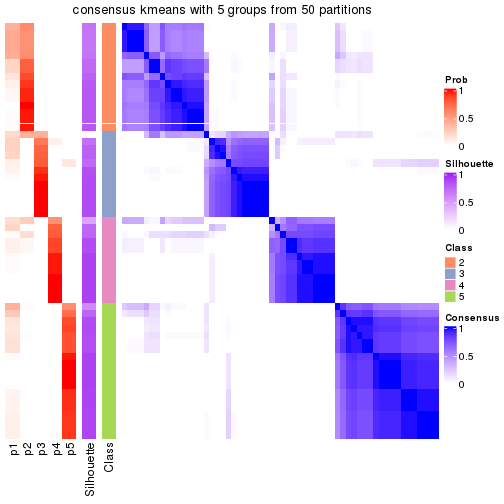 consensus kmeans with 5 groups from 50 partitions
Prob
1
0.5
0
Silhouette
1
0.5
0
Class
2
3
4
5
Consensus
1
0.5
0
p1
p2
p3
p4
p5
Silhouette
Class